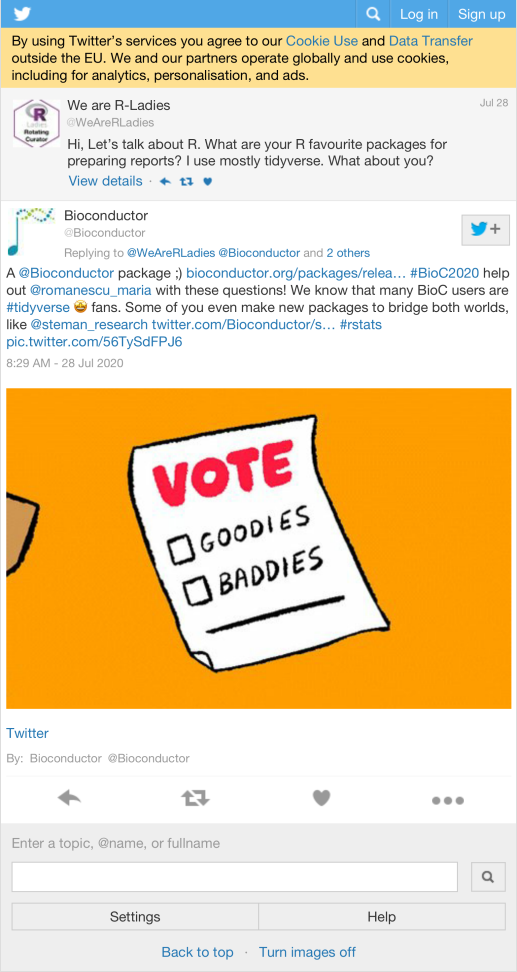 Log in
Sign up
By using Twitter’s services you agree to our Cookie Use and Data Transfer
outside the EU. We and our partners operate globally and use cookies,
including for analytics, personalisation, and ads.
R
Rotating
Curator
We are R-Ladies
Jul 28
@WeAreRLadies
Hi, Let’s talk about R. What are your R favourite packages for
preparing reports? I use mostly tidyverse. What about you?
View details ·
Bioconductor
@Bioconductor
+
Replying to @WeAreRLadies @Bioconductor and 2 others
A @Bioconductor package ;) bioconductor.org/packages/relea… #BioC2020 help
out @romanescu_maria with these questions! We know that many BioC users are
#tidyverse 🤩 fans. Some of you even make new packages to bridge both worlds,
like @steman_research twitter.com/Bioconductor/s… #rstats
pic.twitter.com/56TySdFPJ6
8:29 AM - 28 Jul 2020
VOTE
GOODIES
BADDIES
Twitter
By: Bioconductor @Bioconductor
Enter a topic, @name, or fullname
Settings
Help
Back to top · Turn images off